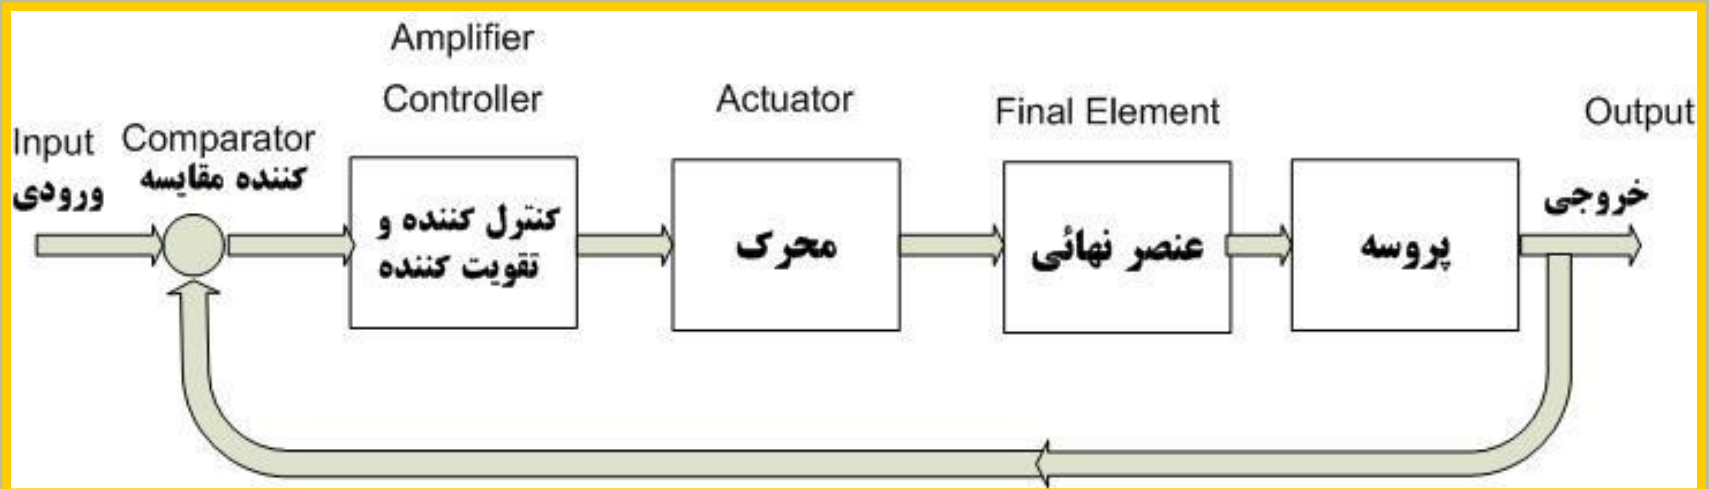 Amplifier
Controller
Actuator
Final Element
Output
Input
Comparator
ورودی
کننده مقایسه
کنترل کننده و
تقویت کننده
محرک
عنصر نهائی
پروسه
خروجی